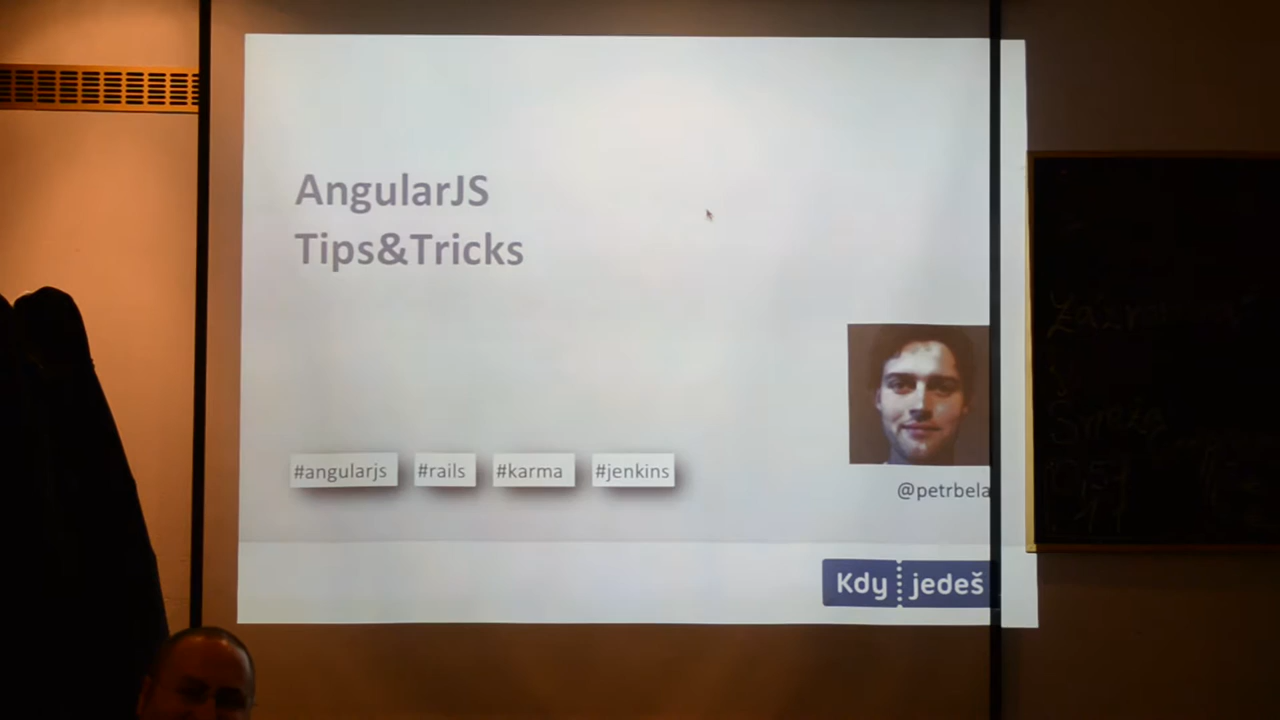 AngularJS
Tips&Tricks
#angularjs #rails #karma #jenkins
@petrbela
Kdy jedeš